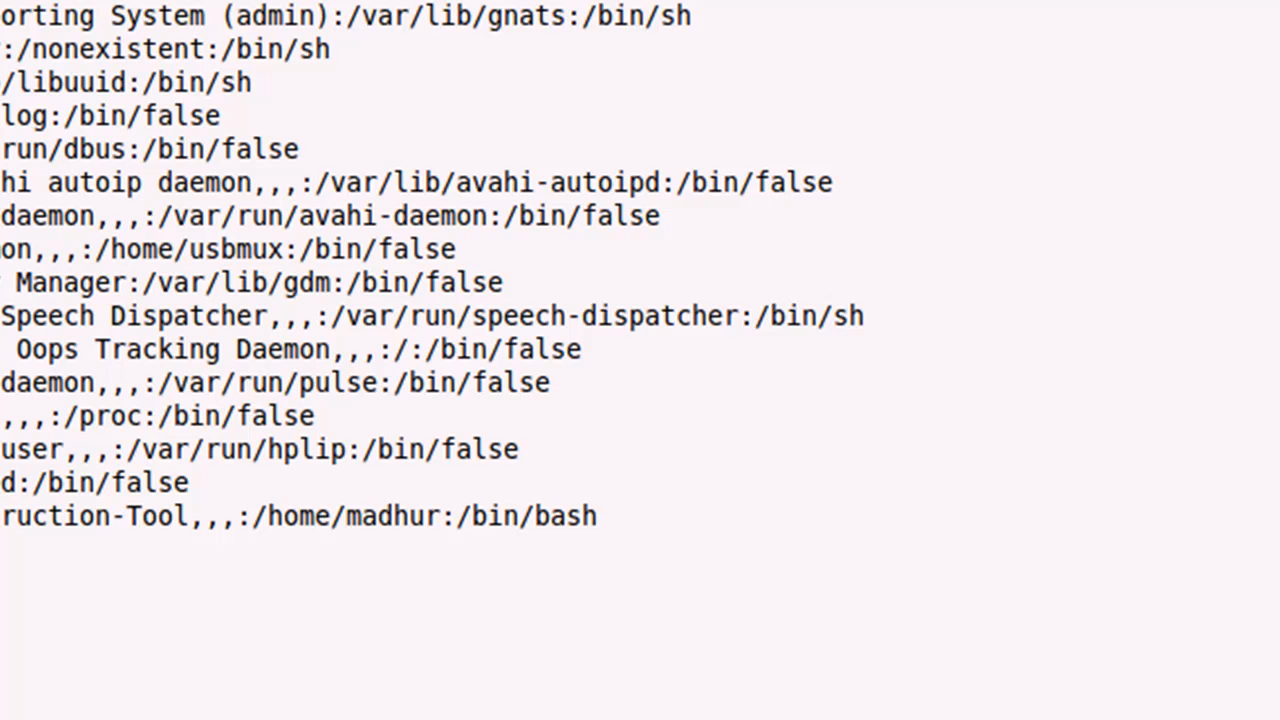 orting System (admin):/var/lib/gnats:/bin/sh
:/nonexistent:/bin/sh
/libuuid:/bin/sh
log:/bin/false
run/dbus:/bin/false
hi autoip daemon,,,:/var/lib/avahi-autoipd:/bin/false
daemon,,,:/var/run/avahi-daemon:/bin/false
on,,,:/home/usbmux:/bin/false
Manager:/var/lib/gdm:/bin/false
Speech Dispatcher,,,:/var/run/speech-dispatcher:/bin/sh
Oops Tracking Daemon,,,:/:/bin/false
daemon,,,:/var/run/pulse:/bin/false
,,,:/proc:/bin/false
user,,,:/var/run/hplip:/bin/false
d:/bin/false
ruction-Tool,,,:/home/madhur:/bin/bash